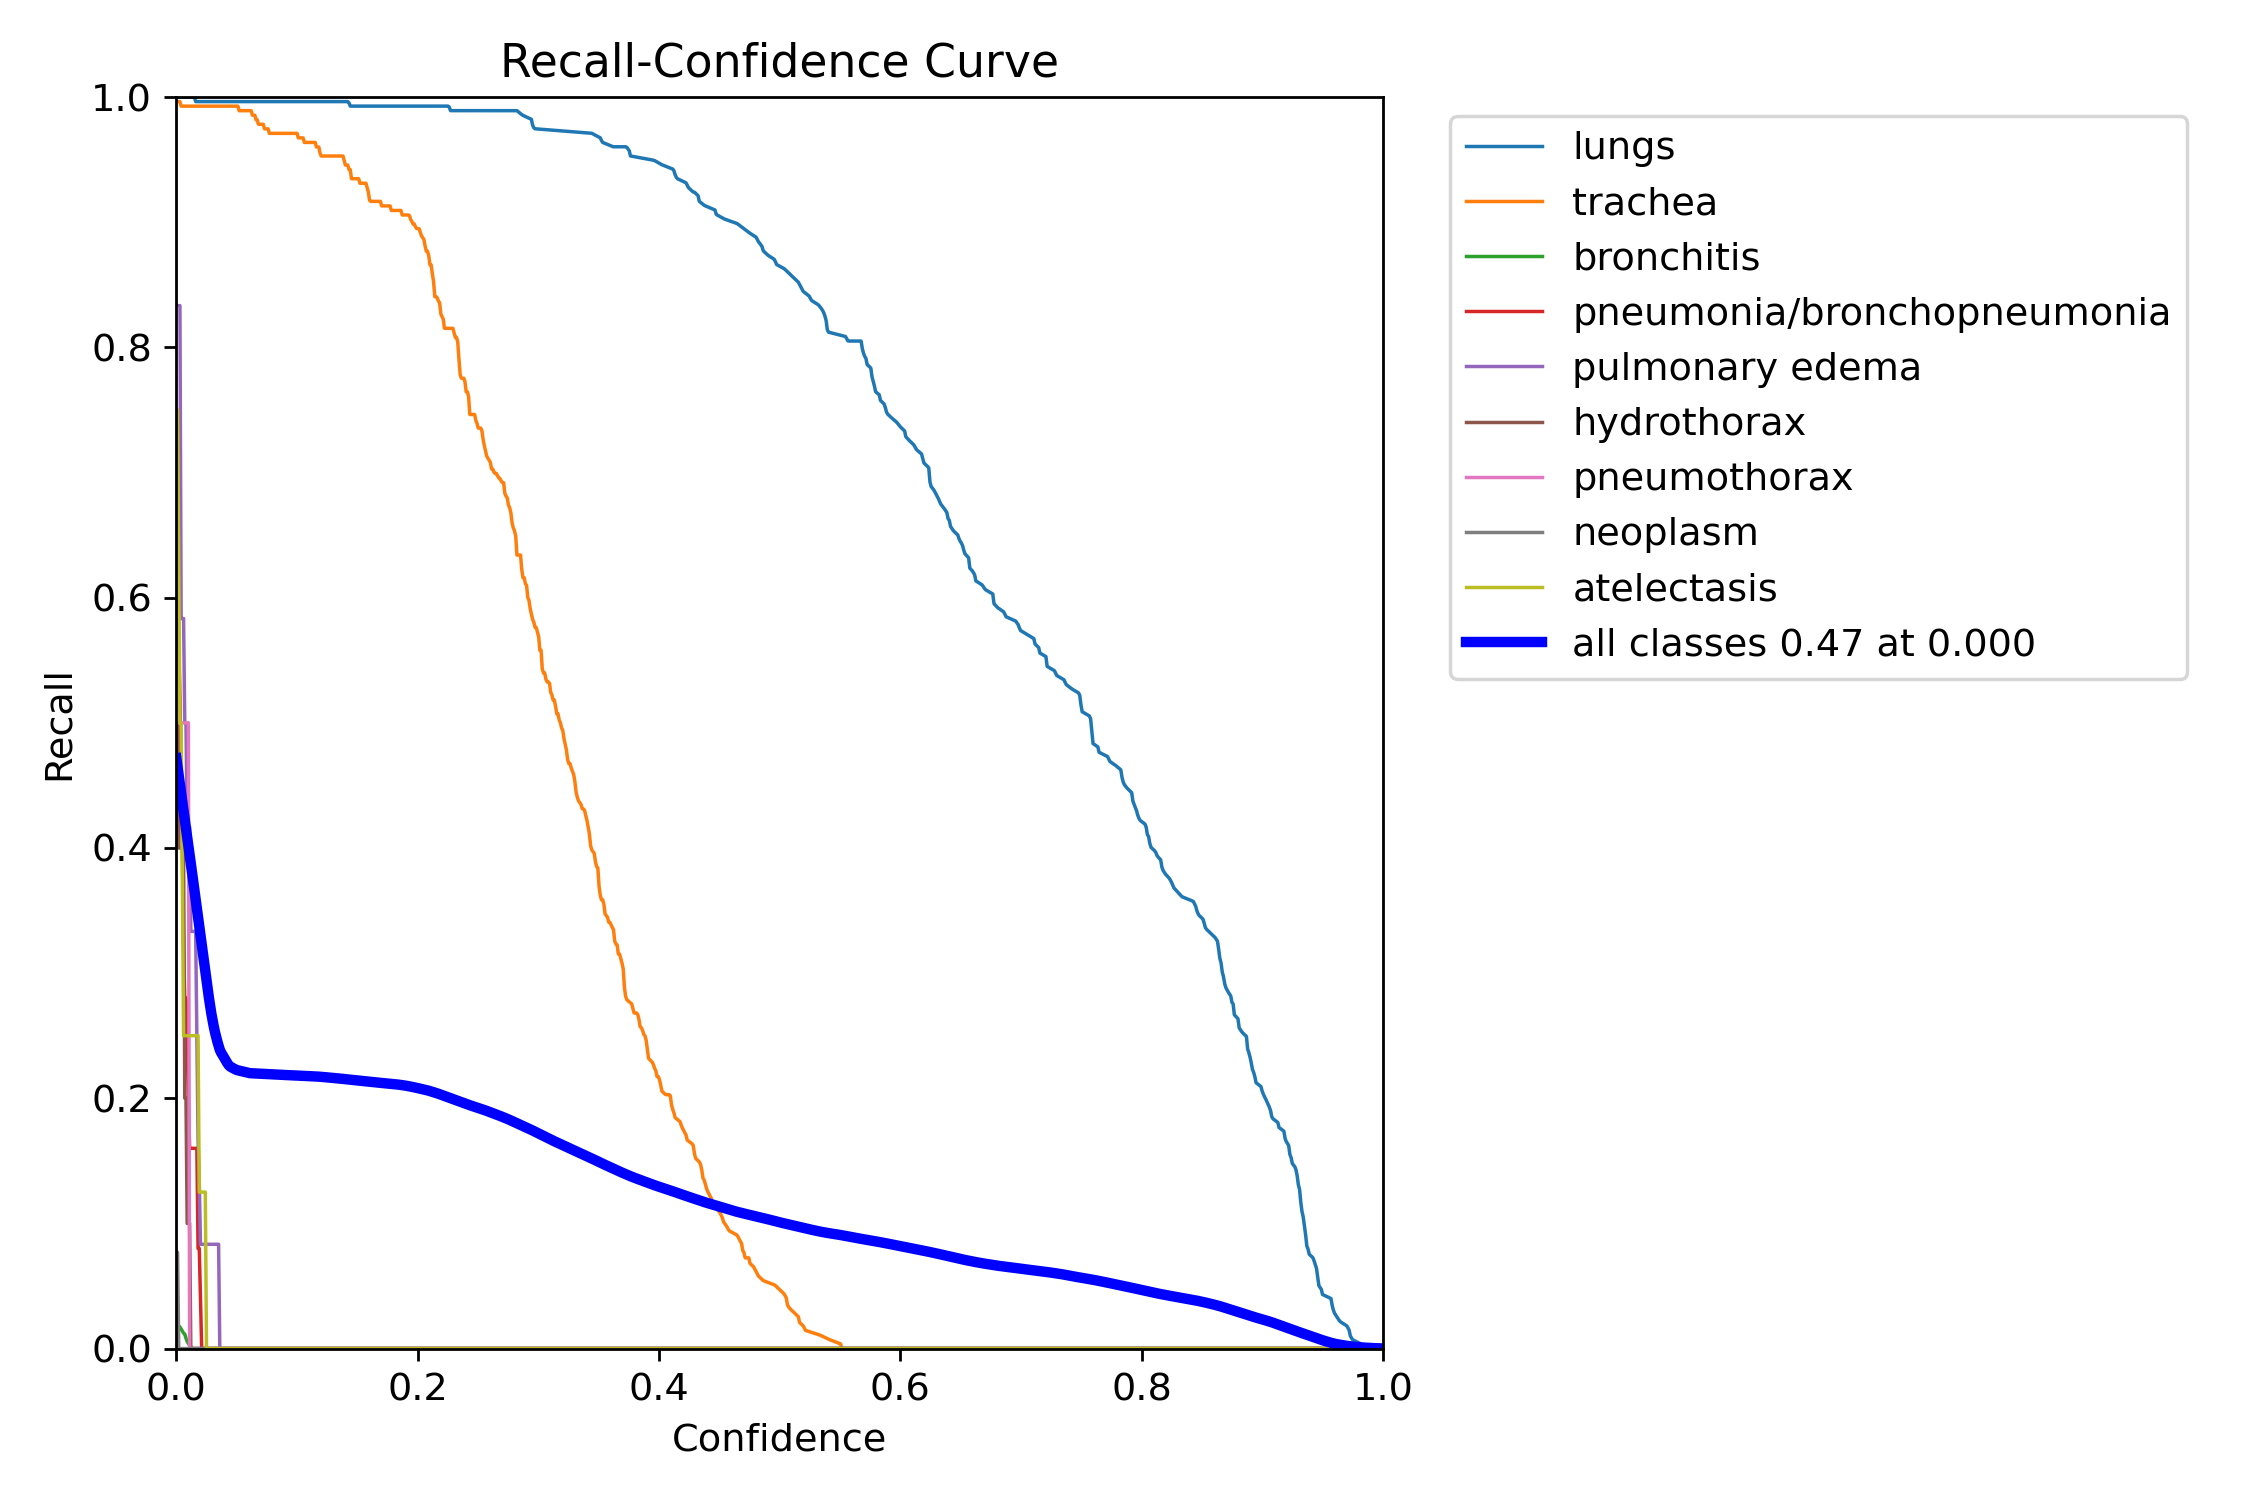 Recall-Confidence Curve
1.0
0.8
0.6
0.4
0.2
0.0
Recall
0.0 0.2 0.4 0.6 0.8 1.0
Confidence
lungs
trachea
bronchitis
pneumonia/bronchopneumonia
pulmonary edema
hydrothorax
pneumothorax
neoplasm
atelectasis
all classes 0.47 at 0.000